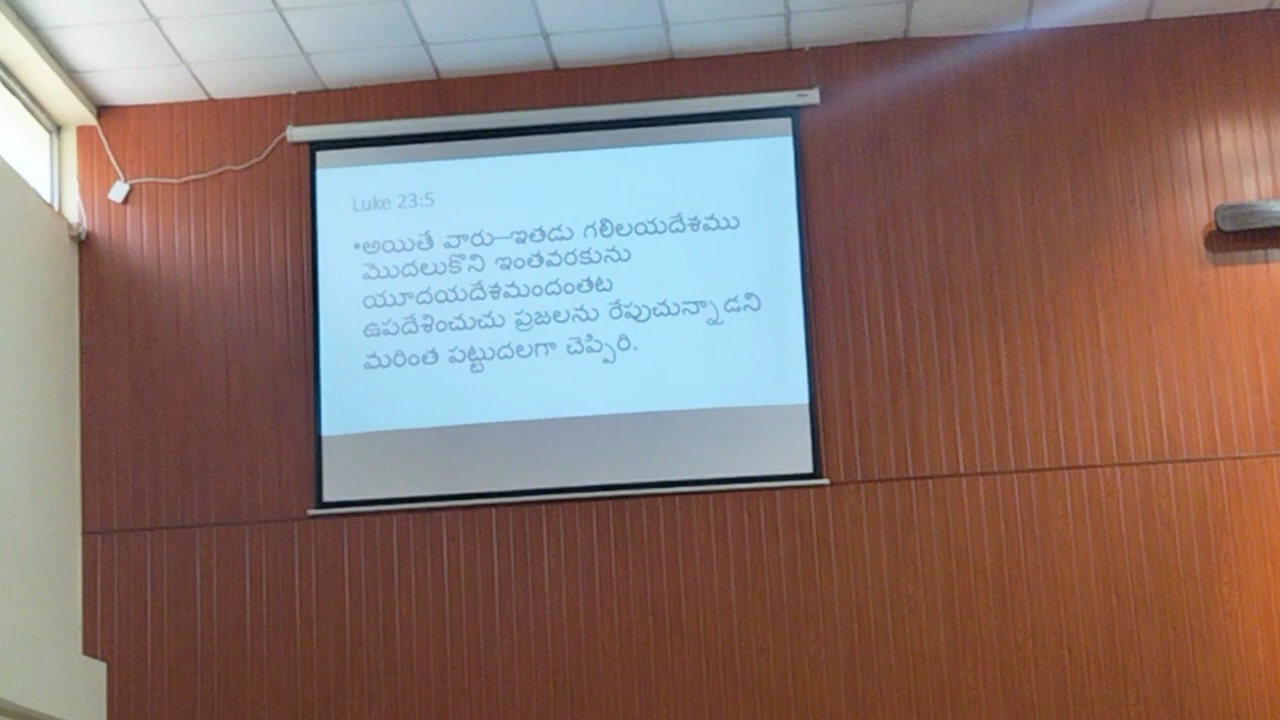 Luke 23:5
•అయితే వారు—ఇతడు గలిలయదేశము
మొదలుకొని ఇంతవరకును
యూదయదేశమందంతట
ఉపదేశించుచు ప్రజలను రేపుచున్నాడని
మరింత పట్టుదలగా చెప్పిరి.